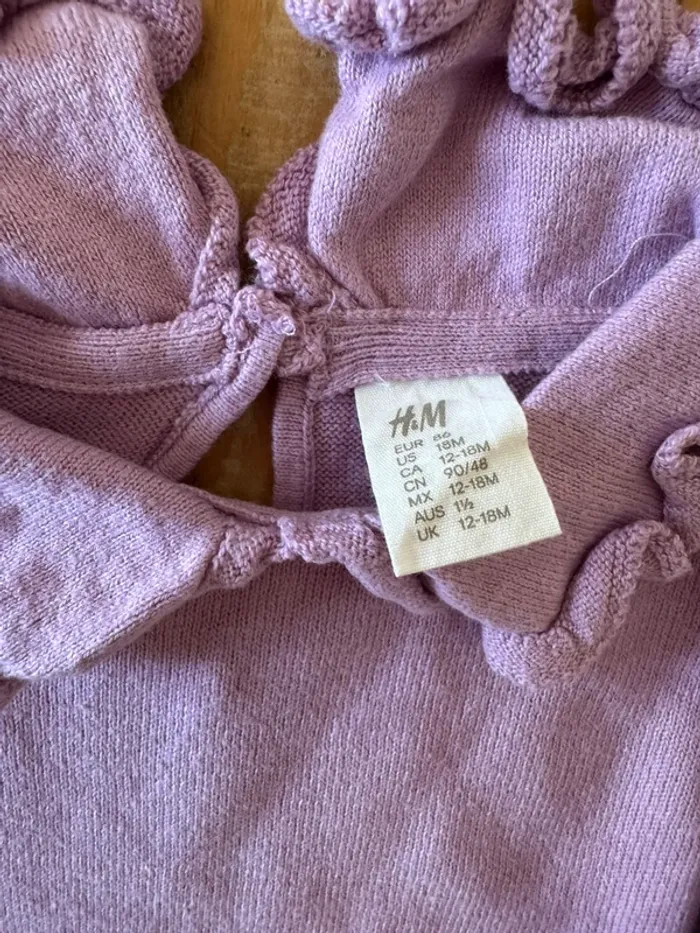 H&M
EUR 86
US 18M
CA 12-18M
CN 90/48
MX 12-18M
AUS 1½
UK 12-18M